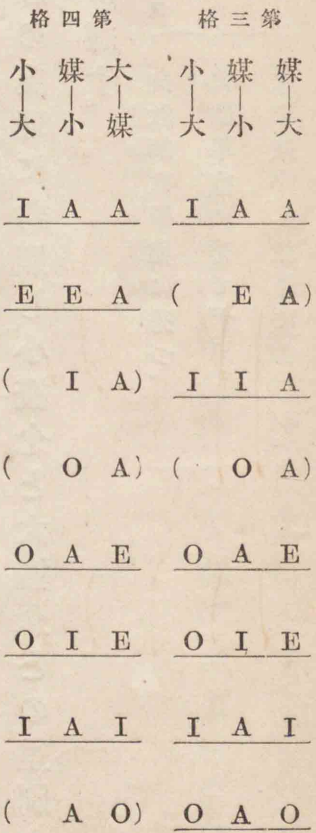 第三格
媒—大
媒—小
小—大
A A I
(A E )
A I I
(A O )
E A O
E I O
I A I
O A O
第四格
大—媒
媒—小
小—大
A A I
A E E
(A I )
(A O )
E A O
E I O
I A I
(O A )